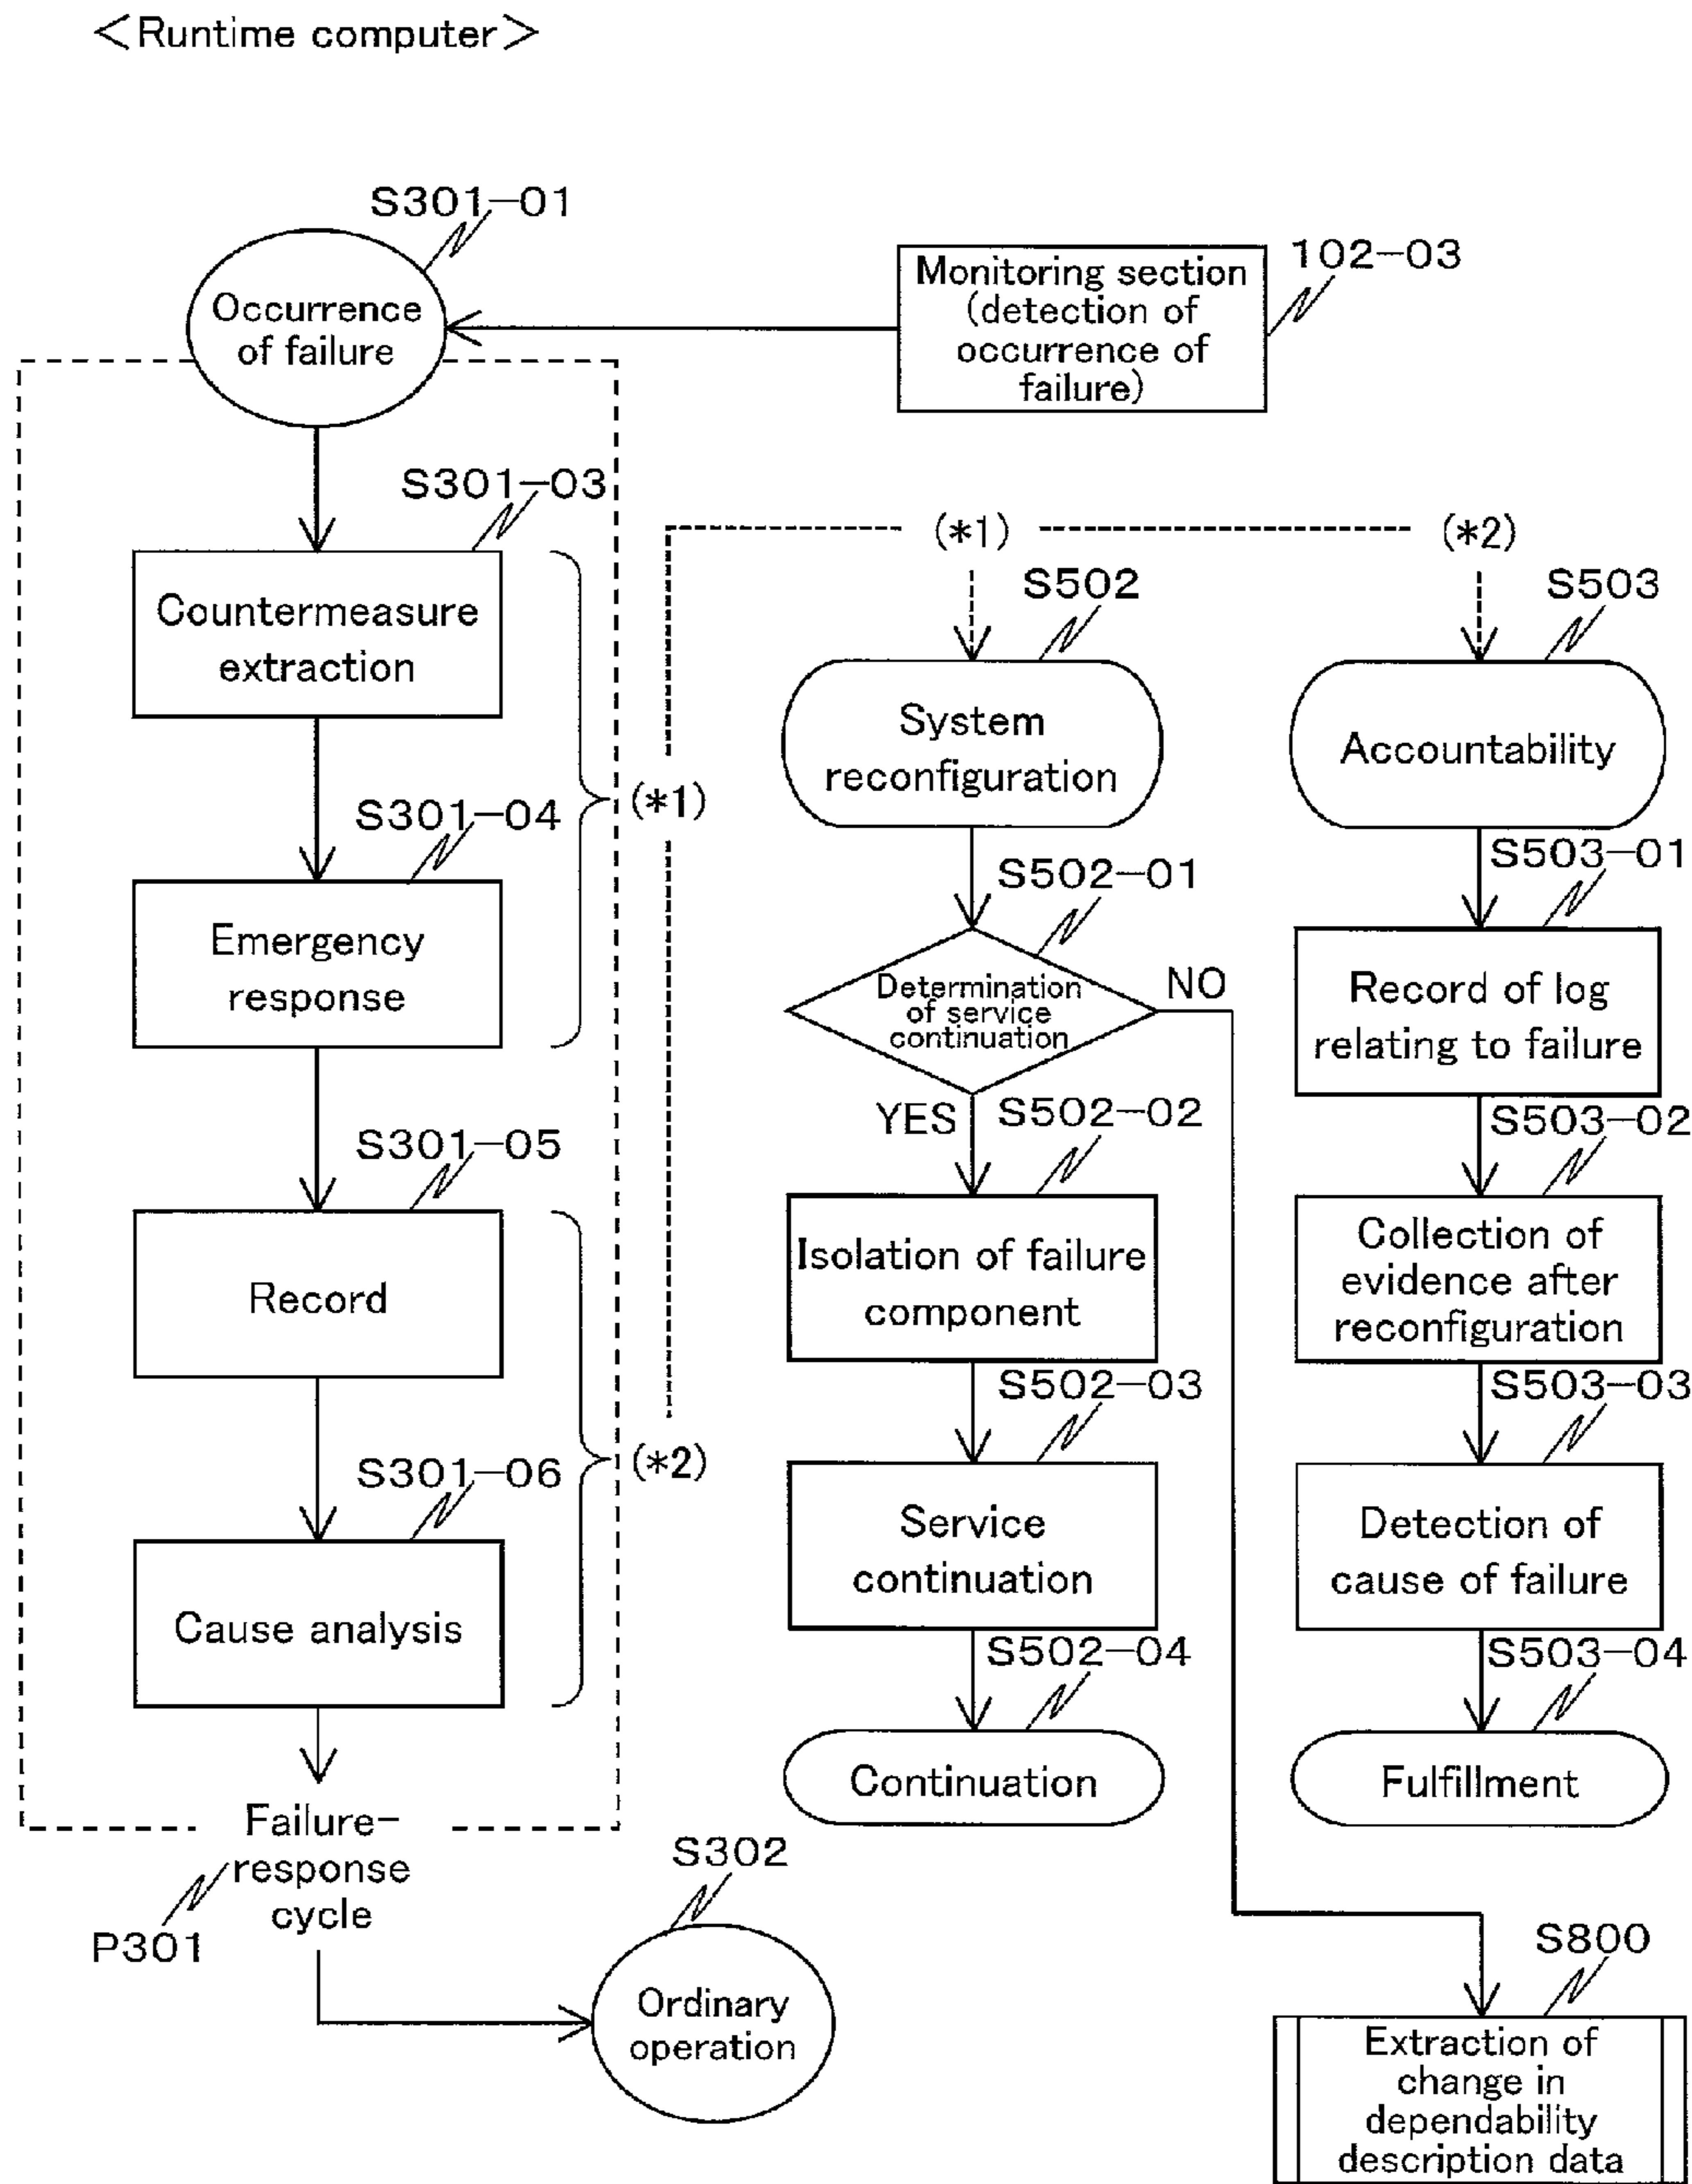 <Runtime computer>
S301-01
Occurrence
of failure
Monitoring section
(detection of
occurrence of
failure)
102-03
S301-03
Countermeasure
extraction
(*1)
S301-04
Emergency
response
S301-05
Record
(*2)
S301-06
Cause analysis
Failure-
response
cycle
P301
S302
Ordinary
operation
(*1)
S502
System
reconfiguration
S502-01
Determination
of service
continuation
NO
YES
S502-02
Isolation of failure
component
S502-03
Service
continuation
S502-04
Continuation
(*2)
S503
Accountability
S503-01
Record of log
relating to failure
S503-02
Collection of
evidence after
reconfiguration
S503-03
Detection of
cause of failure
S503-04
Fulfillment
S800
Extraction of
change in
dependability
description data